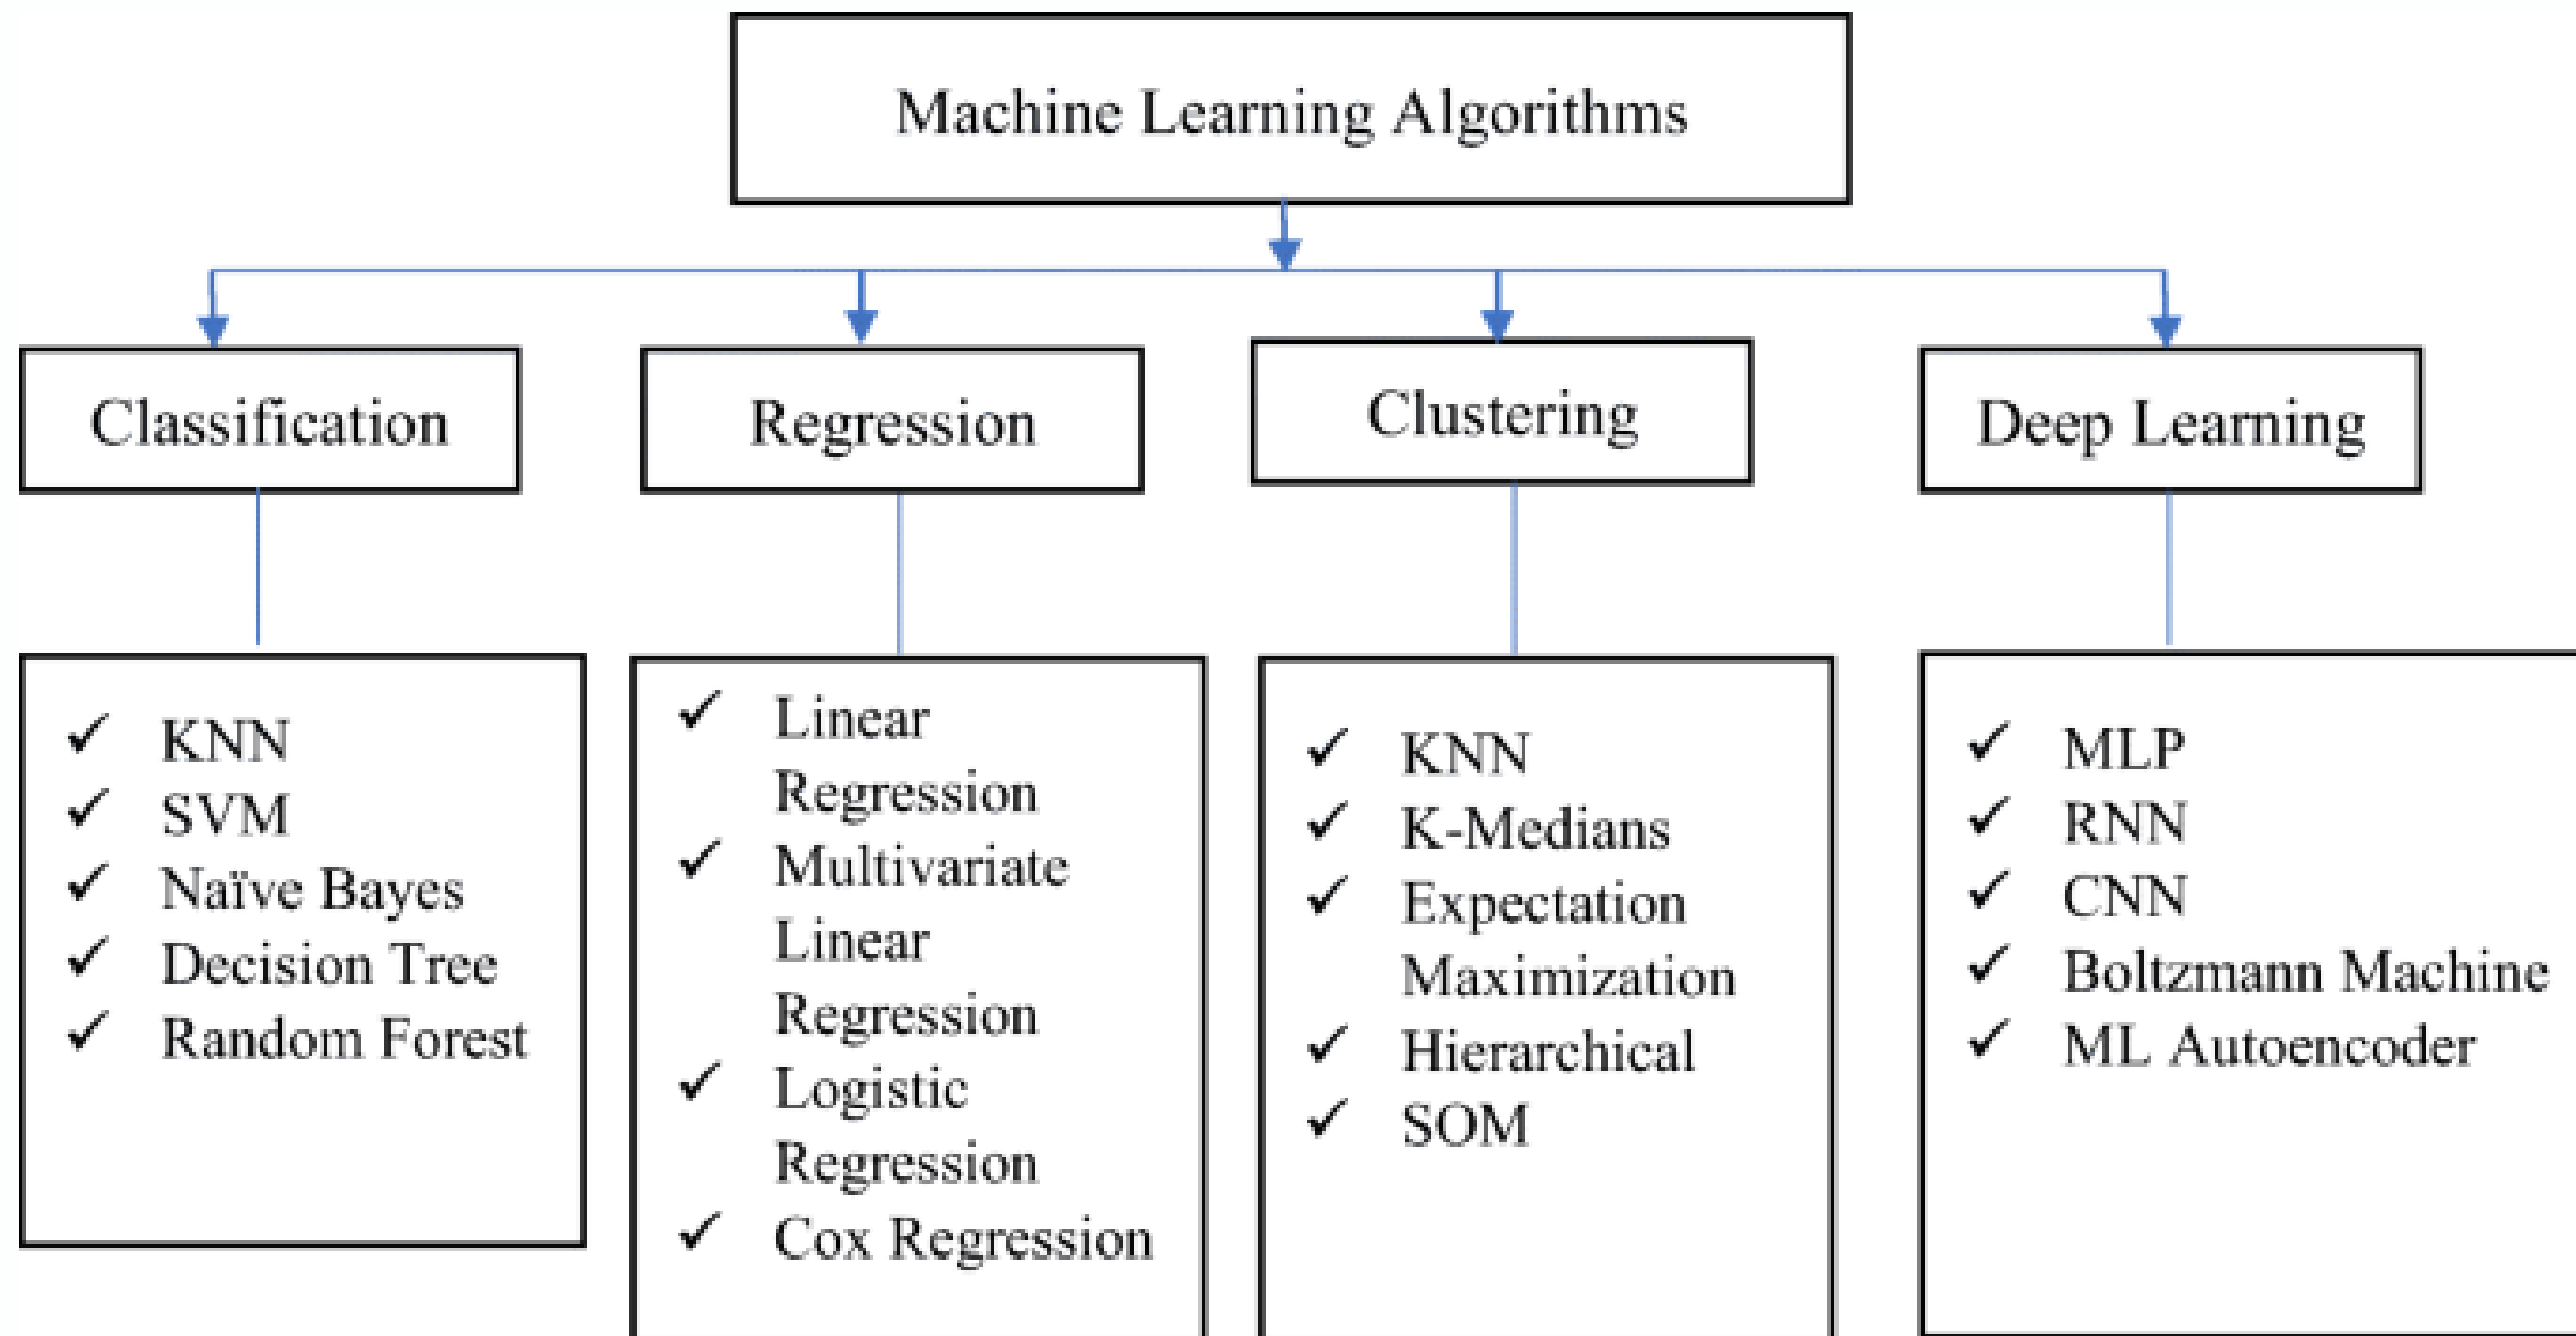 Machine Learning Algorithms
Classification
Regression
Clustering
Deep Learning
✓ KNN
✓ SVM
✓ Naïve Bayes
✓ Decision Tree
✓ Random Forest
✓ Linear
Regression
✓ Multivariate
Linear
Regression
✓ Logistic
Regression
✓ Cox Regression
✓ KNN
✓ K-Medians
✓ Expectation
Maximization
✓ Hierarchical
✓ SOM
✓ MLP
✓ RNN
✓ CNN
✓ Boltzmann Machine
✓ ML Autoencoder